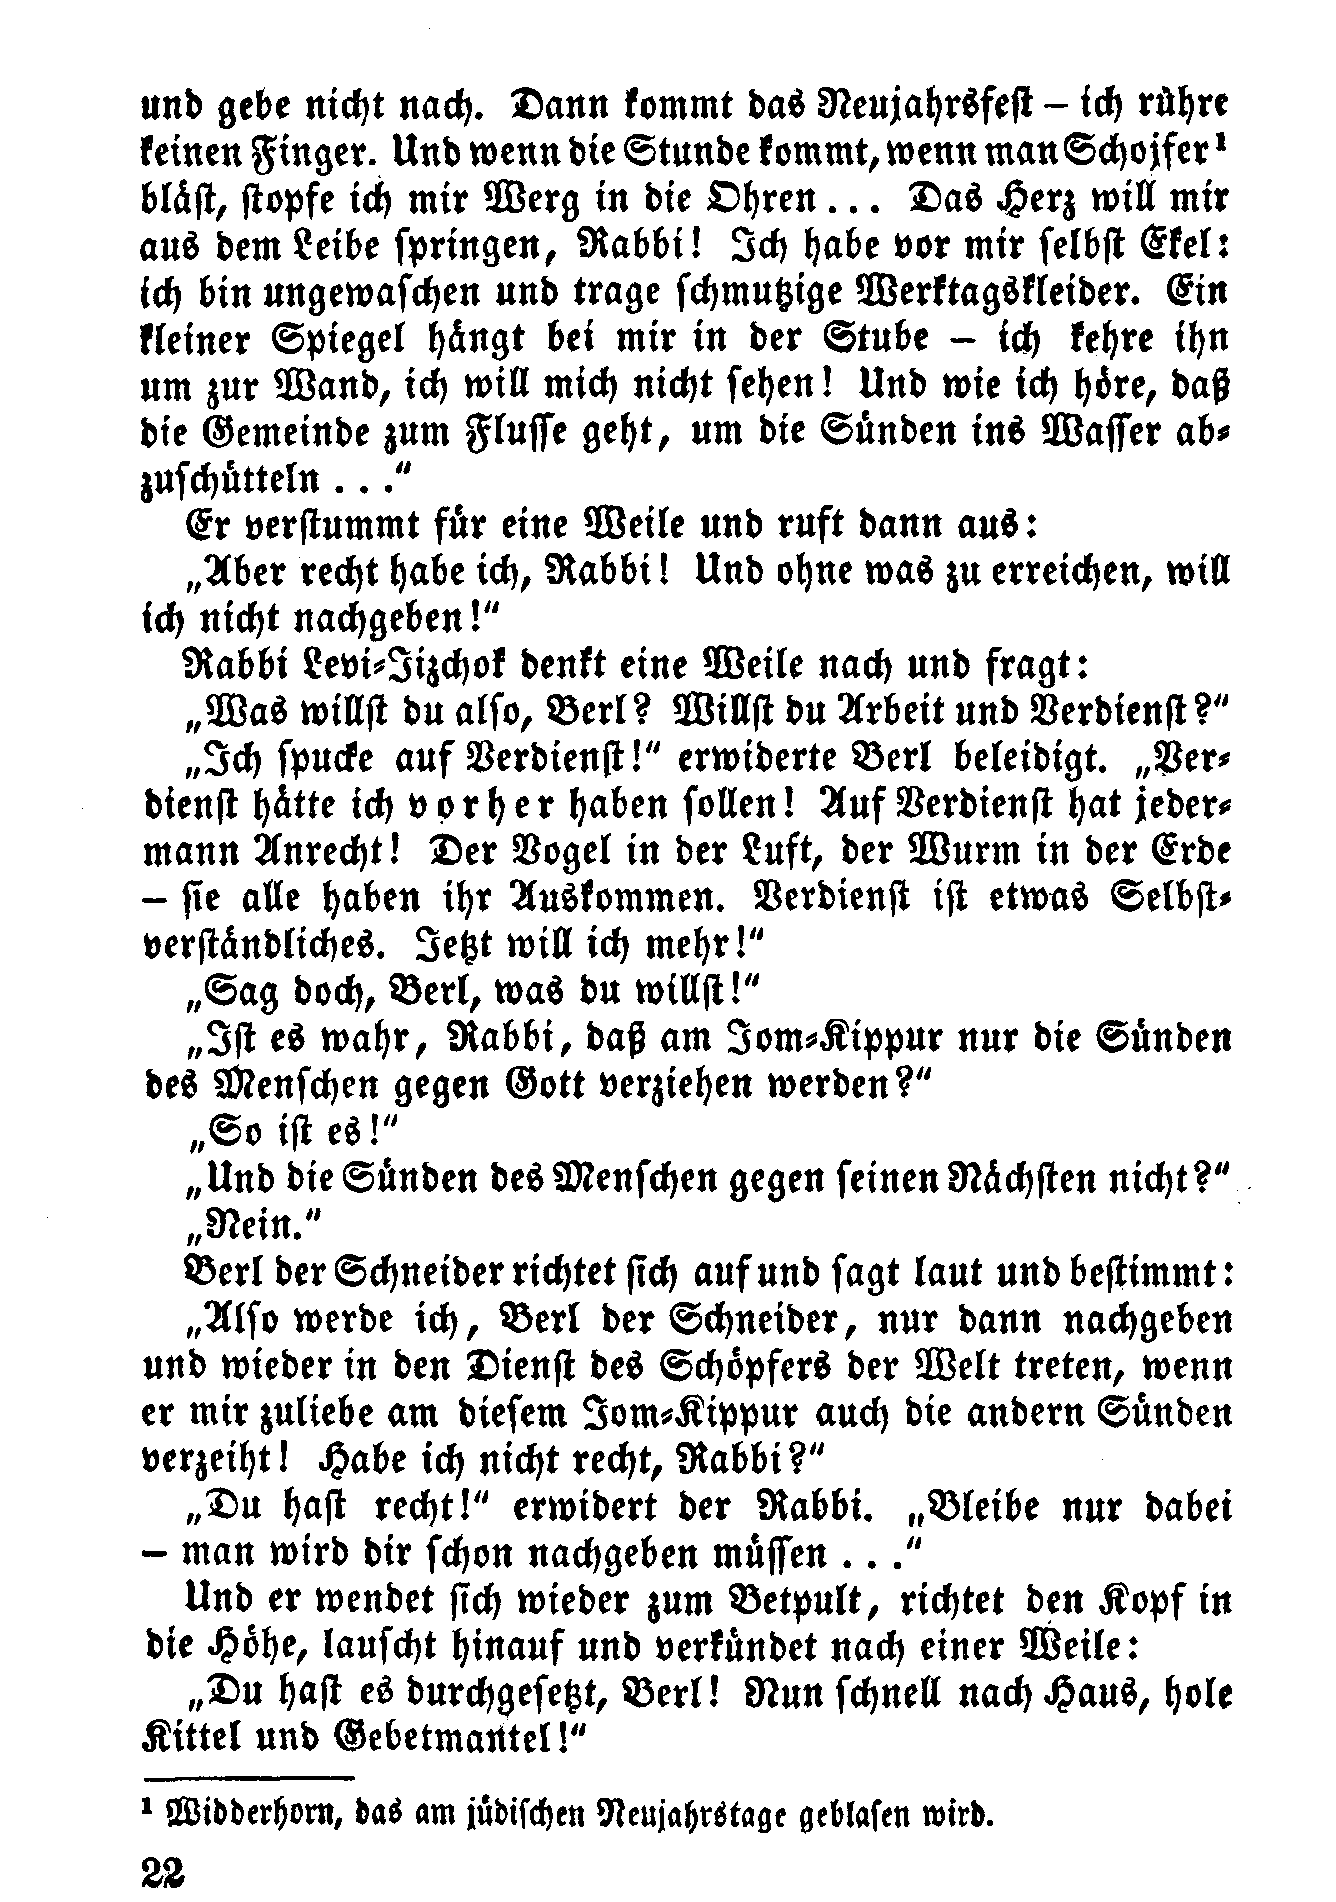 und gebe nicht nach. Dann kommt das Neujahrsfest – ich rühre
keinen Finger. Und wenn die Stunde kommt, wenn man Schojfer¹
bläst, stopfe ich mir Werg in die Ohren ... Das Herz will mir
aus dem Leibe springen, Rabbi! Ich habe vor mir selbst Ekel:
ich bin ungewaschen und trage schmutzige Werktagskleider. Ein
kleiner Spiegel hängt bei mir in der Stube – ich kehre ihn
um zur Wand, ich will mich nicht sehen! Und wie ich höre, daß
die Gemeinde zum Flusse geht, um die Sünden ins Wasser ab-
zuschütteln . . .“
Er verstummt für eine Weile und ruft dann aus:
„Aber recht habe ich, Rabbi! Und ohne was zu erreichen, will
ich nicht nachgeben!“
Rabbi Levi-Jizchok denkt eine Weile nach und fragt:
„Was willst du also, Berl? Willst du Arbeit und Verdienst?“
„Ich spucke auf Verdienst!“ erwiderte Berl beleidigt. „Ver-
dienst hätte ich vorher haben sollen! Auf Verdienst hat jeder-
mann Anrecht! Der Vogel in der Luft, der Wurm in der Erde
– sie alle haben ihr Auskommen. Verdienst ist etwas Selbst-
verständliches. Jetzt will ich mehr!“
„Sag doch, Berl, was du willst!“
„Ist es wahr, Rabbi, daß am Jom-Kippur nur die Sünden
des Menschen gegen Gott verziehen werden?“
„So ist es!“
„Und die Sünden des Menschen gegen seinen Nächsten nicht?“
„Nein.“
Berl der Schneider richtet sich auf und sagt laut und bestimmt:
„Also werde ich, Berl der Schneider, nur dann nachgeben
und wieder in den Dienst des Schöpfers der Welt treten, wenn
er mir zuliebe am diesem Jom-Kippur auch die andern Sünden
verzeiht! Habe ich nicht recht, Rabbi?“
„Du hast recht!“ erwidert der Rabbi. „Bleibe nur dabei
– man wird dir schon nachgeben müssen . . .“
Und er wendet sich wieder zum Betpult, richtet den Kopf in
die Höhe, lauscht hinauf und verkündet nach einer Weile:
„Du hast es durchgesetzt, Berl! Nun schnell nach Haus, hole
Kittel und Gebetmantel!“
¹ Widderhorn, das am jüdischen Neujahrstage geblasen wird.
22